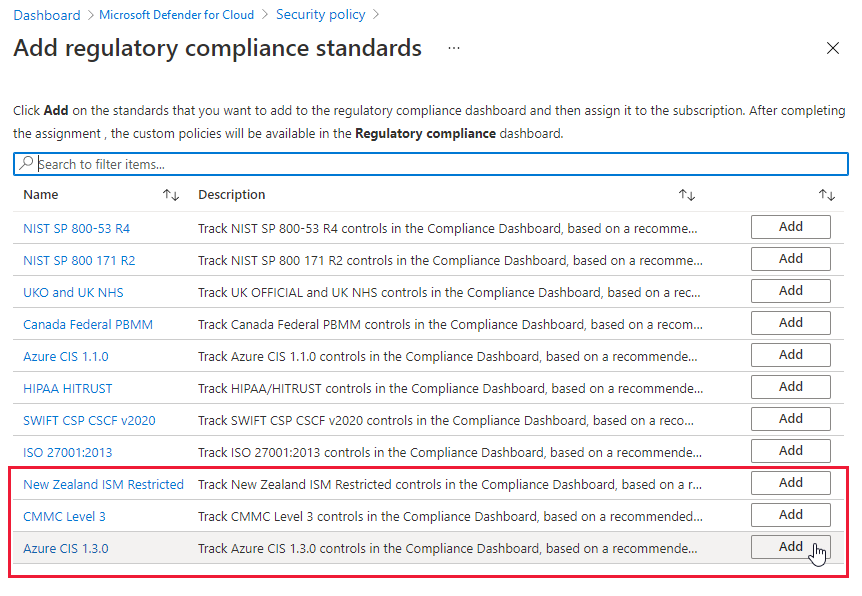 Dashboard > Microsoft Defender for Cloud > Security policy >
Add regulatory compliance standards ...
Click Add on the standards that you want to add to the regulatory compliance dashboard and then assign it to the subscription. After completing
the assignment , the custom policies will be available in the Regulatory compliance dashboard.
Search to filter items...
Name Description
NIST SP 800-53 R4 Track NIST SP 800-53 R4 controls in the Compliance Dashboard, based on a recomme... Add
NIST SP 800 171 R2 Track NIST SP 800 171 R2 controls in the Compliance Dashboard, based on a recomme... Add
UKO and UK NHS Track UK OFFICIAL and UK NHS controls in the Compliance Dashboard, based on a rec... Add
Canada Federal PBMM Track Canada Federal PBMM controls in the Compliance Dashboard, based on a recom... Add
Azure CIS 1.1.0 Track Azure CIS 1.1.0 controls in the Compliance Dashboard, based on a recommende... Add
HIPAA HITRUST Track HIPAA/HITRUST controls in the Compliance Dashboard, based on a recommende... Add
SWIFT CSP CSCF v2020 Track SWIFT CSP CSCF v2020 controls in the Compliance Dashboard, based on a reco... Add
ISO 27001:2013 Track ISO 27001:2013 controls in the Compliance Dashboard, based on a recommende... Add
New Zealand ISM Restricted Track New Zealand ISM Restricted controls in the Compliance Dashboard, based on a r... Add
CMMC Level 3 Track CMMC Level 3 controls in the Compliance Dashboard, based on a recommended... Add
Azure CIS 1.3.0 Track Azure CIS 1.3.0 controls in the Compliance Dashboard, based on a recommende... Add